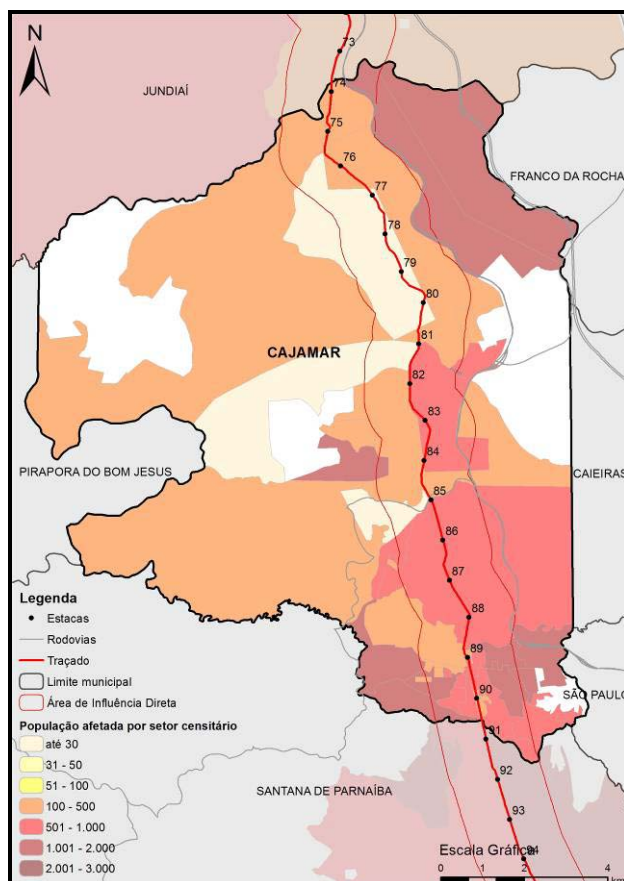 N
73
74
JUNDIAÍ
75
76
FRANCO DA ROCHA
77
78
79
80
81
CAJAMAR
82
83
84
PIRAPORA DO BOM JESUS
CAIEIRAS
85
86
87
88
89
90
SÃO PAULO
91
92
SANTANA DE PARNAÍBA
93
94
Legenda
Estacas
Rodovias
Traçado
Limite municipal
Área de Influência Direta
População afetada por setor censitário
até 30
31 - 50
51 - 100
100 - 500
501 - 1.000
1.001 - 2.000
2.001 - 3.000
Escala Gráfica
0 1 2 4
km